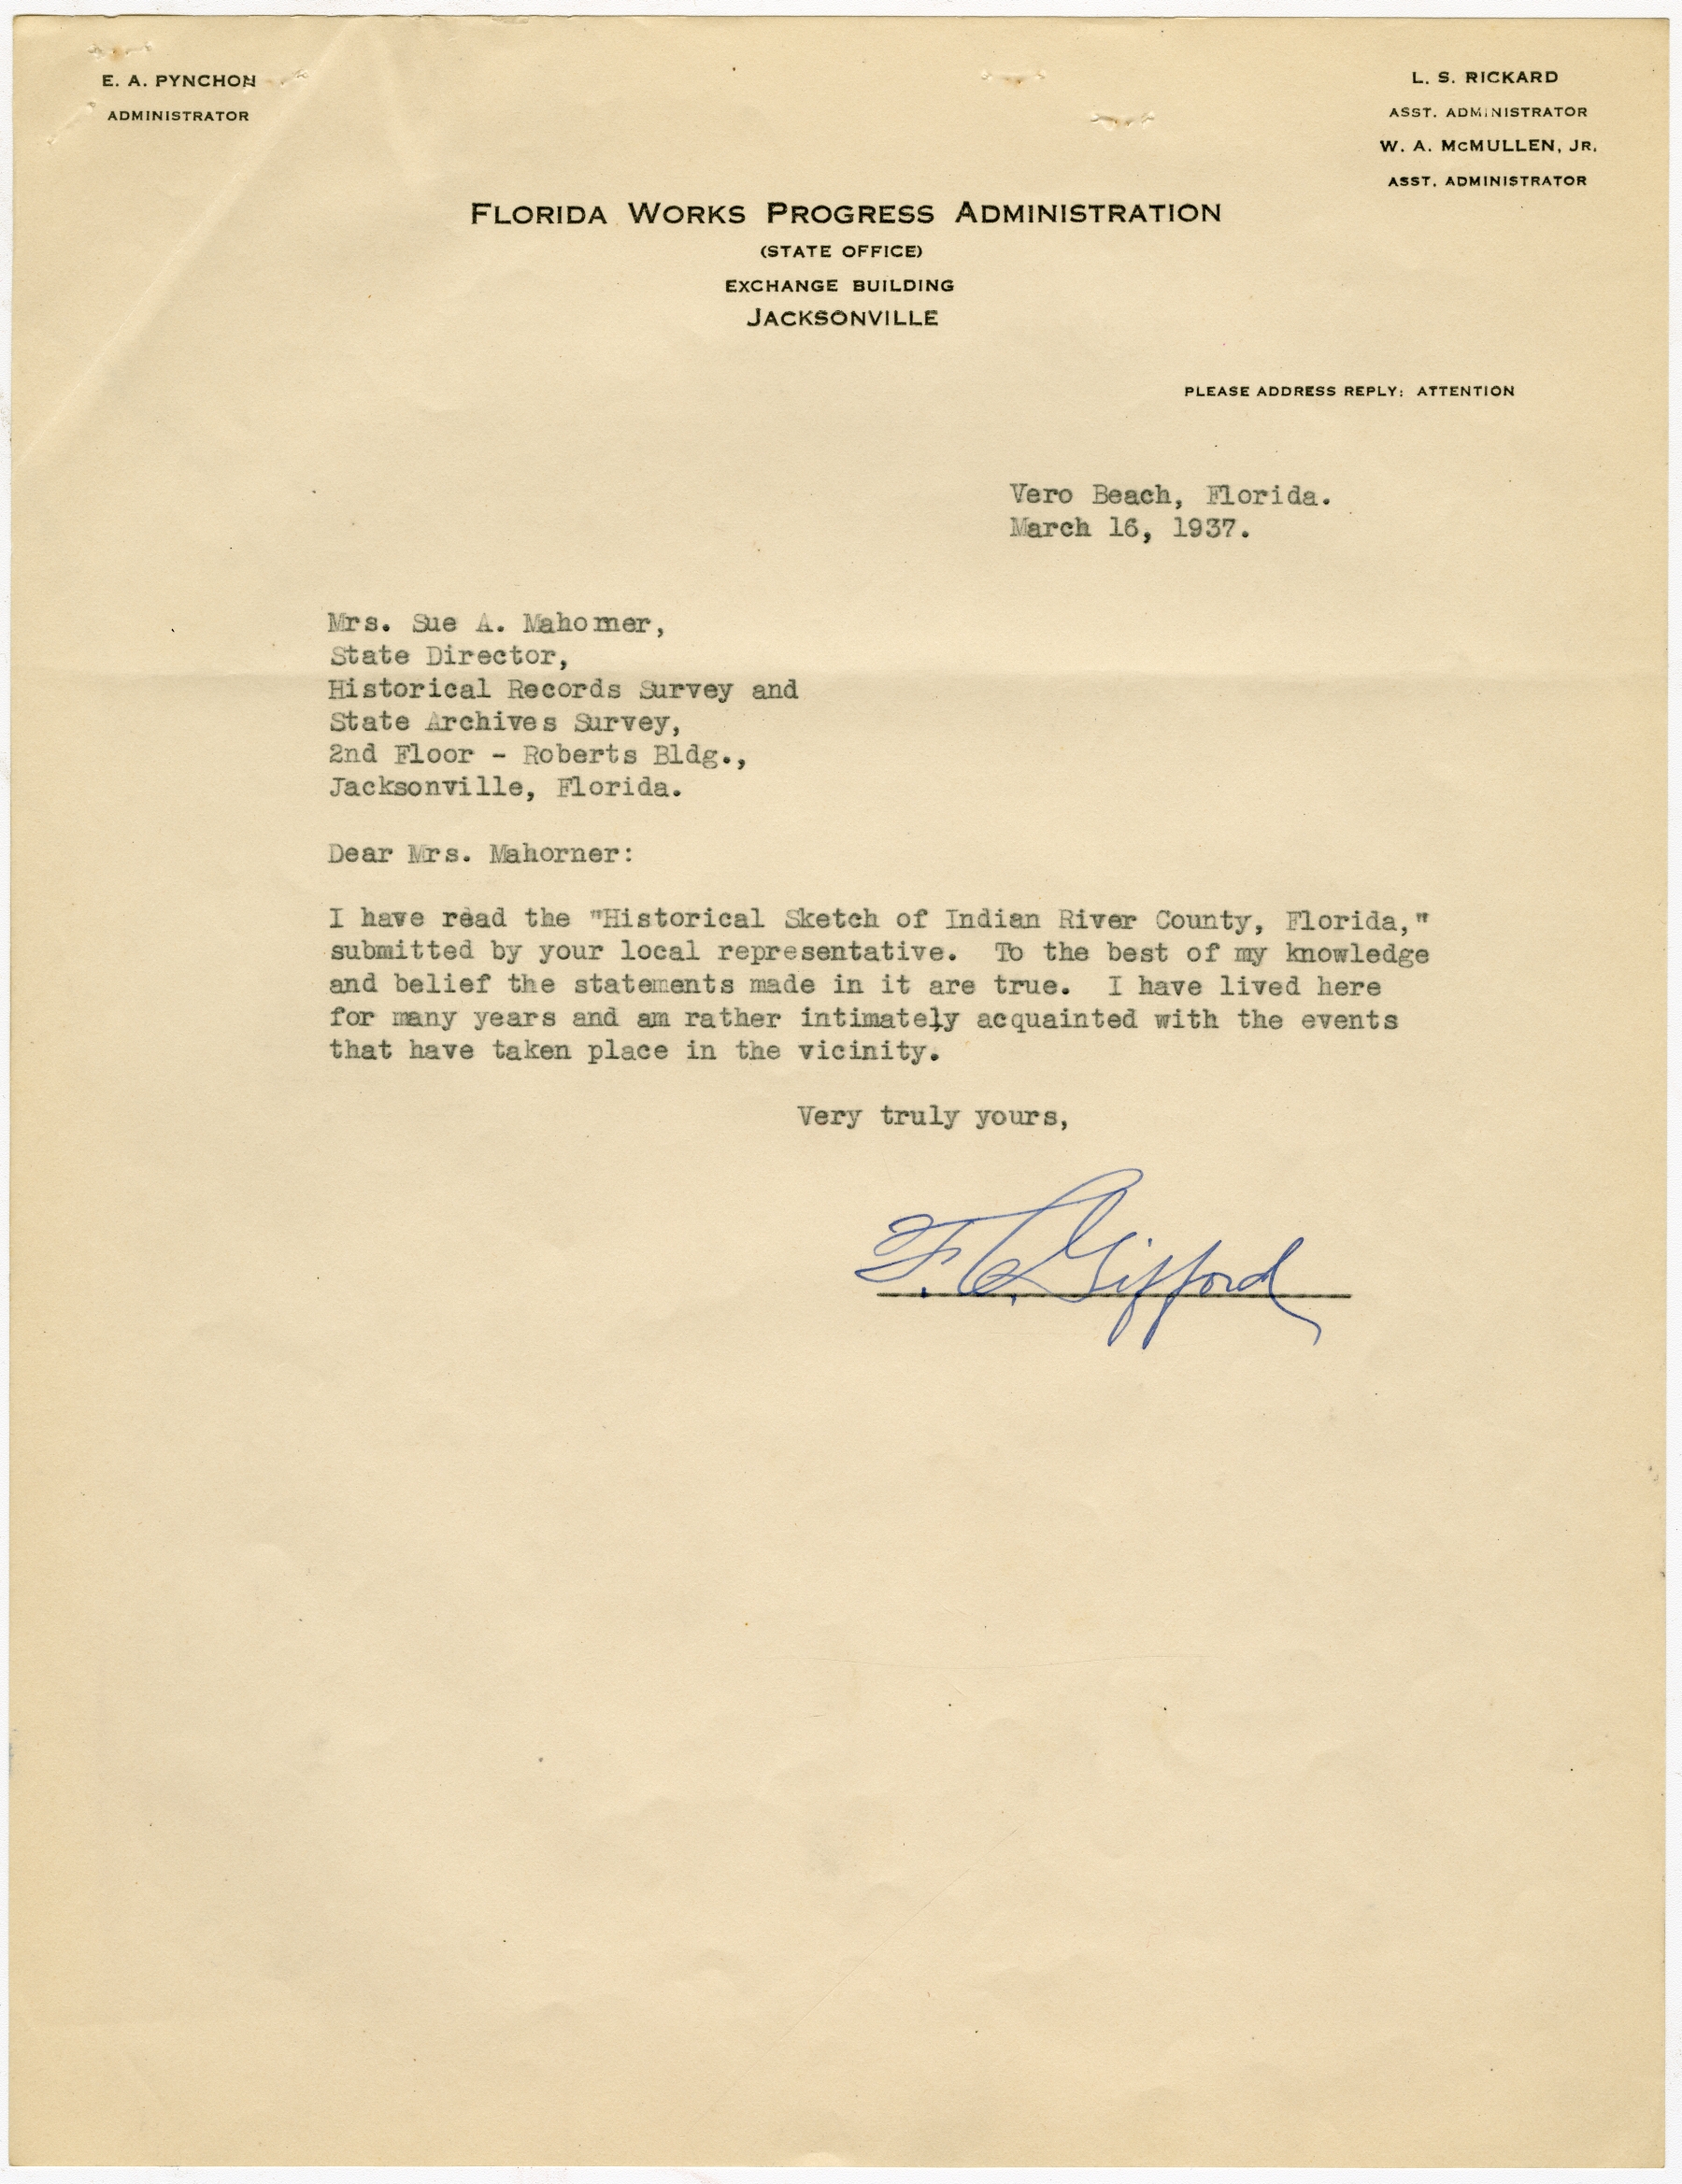 E. A. PYNCHON
ADMINISTRATOR
L. S. RICKARD
ASST. ADMINISTRATOR
W. A. McMULLEN, JR.
ASST. ADMINISTRATOR
FLORIDA WORKS PROGRESS ADMINISTRATION
(STATE OFFICE)
EXCHANGE BUILDING
JACKSONVILLE
PLEASE ADDRESS REPLY: ATTENTION
Vero Beach, Florida.
March 16, 1937.
Mrs. Sue A. Mahorner,
State Director,
Historical Records Survey and
State Archives Survey,
2nd Floor - Roberts Bldg.,
Jacksonville, Florida.
Dear Mrs. Mahorner:
I have read the "Historical Sketch of Indian River County, Florida,"
submitted by your local representative. To the best of my knowledge
and belief the statements made in it are true. I have lived here
for many years and am rather intimately acquainted with the events
that have taken place in the vicinity.
Very truly yours,
F. C. Gifford